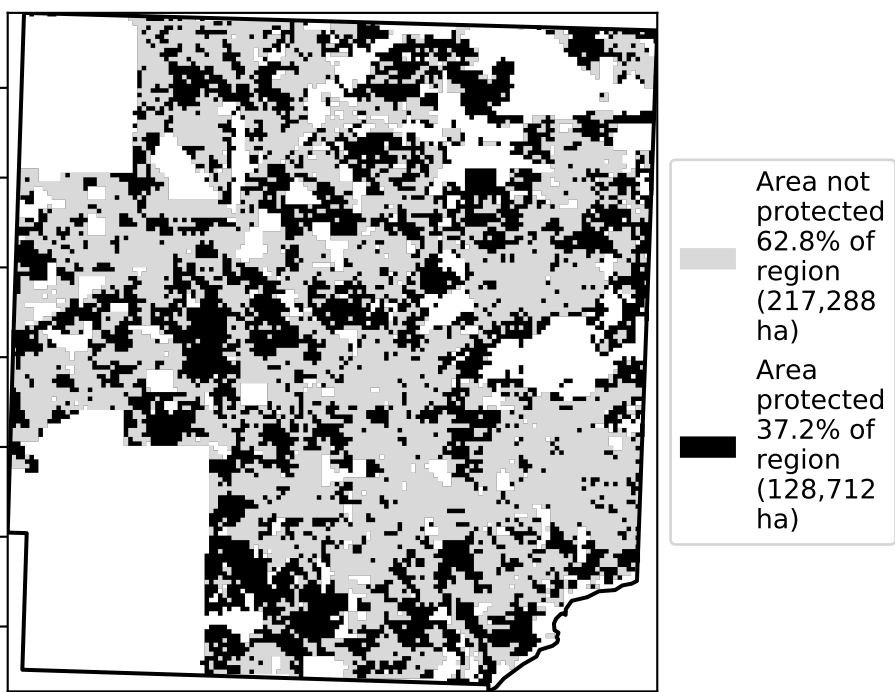 Area not
protected
62.8% of
region
(217,288
ha)
Area
protected
37.2% of
region
(128,712
ha)